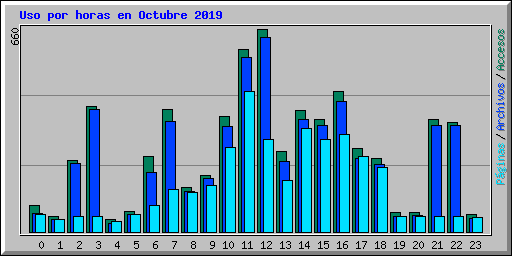 Uso por horas en Octubre 2019
660
Páginas / Archivos / Accesos
0 1 2 3 4 5 6 7 8 9 10 11 12 13 14 15 16 17 18 19 20 21 22 23